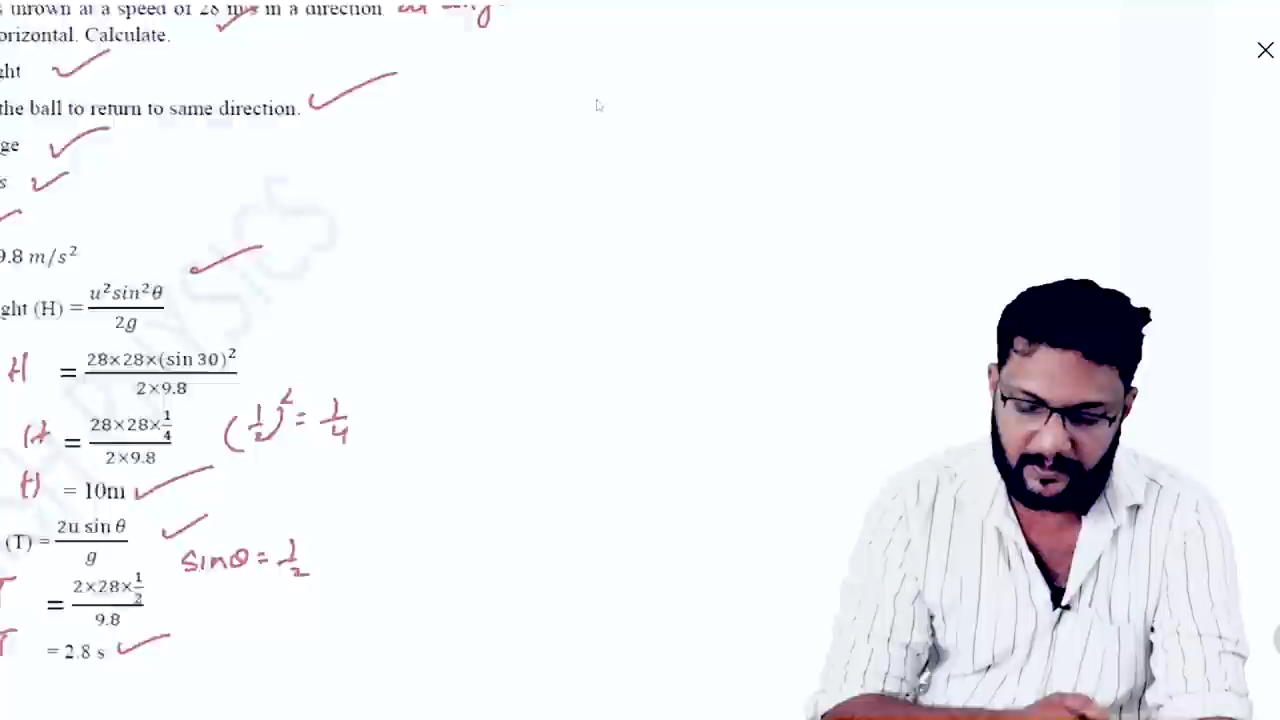 thrown at a speed of 28 m/s in a direction
orizontal. Calculate.
ght
the ball to return to same direction.
ge
s
9.8 m/s²
ght (H) = u²sin²θ / 2g
H = 28×28×(sin 30)² / 2×9.8
H = 28×28×1/4 / 2×9.8 (1/2)² = 1/4
H = 10m
(T) = 2u sin θ / g
sinθ = 1/2
T = 2×28×1/2 / 9.8
T = 2.8 s
PHYSICS